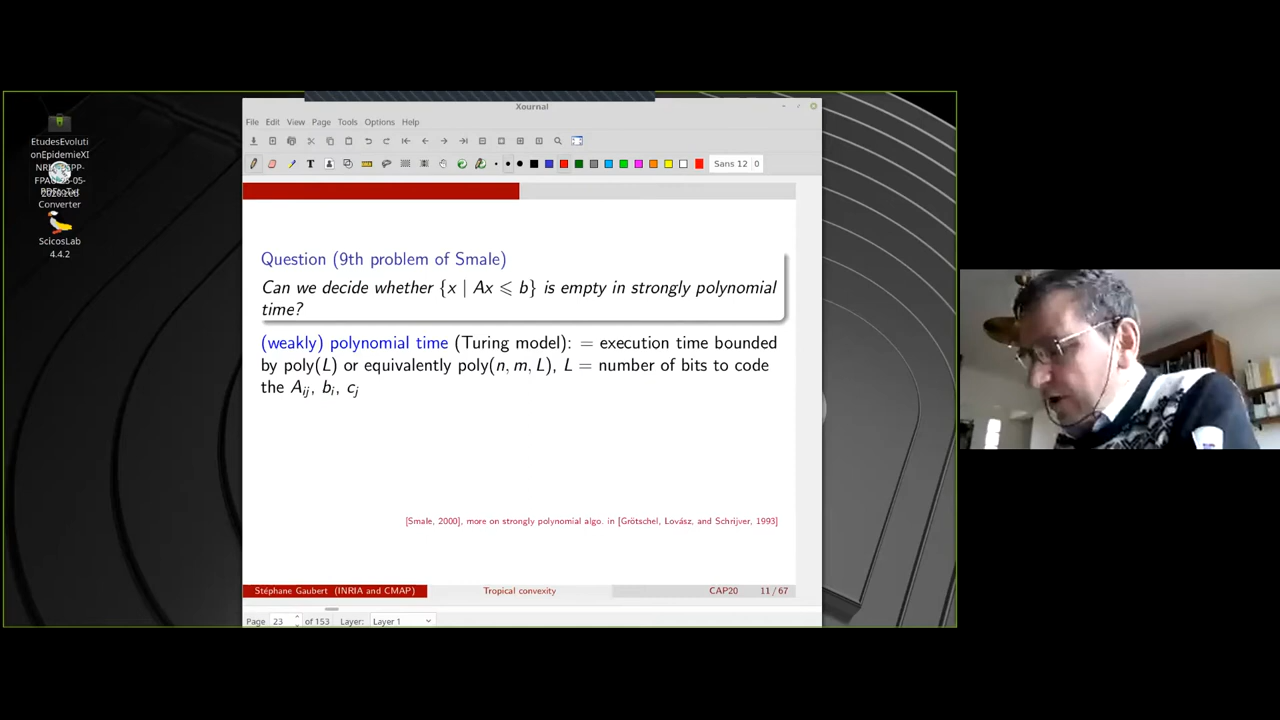 EtudesEvoluti
onEpidemieXI
FPA
Converter
ScicosLab
4.4.2
Xournal
File Edit View Page Tools Options Help
Sans 12
Question (9th problem of Smale)
Can we decide whether {x | Ax ⩽ b} is empty in strongly polynomial
time?
(weakly) polynomial time (Turing model): = execution time bounded
by poly(L) or equivalently poly(n, m, L), L = number of bits to code
the Aij, bi, cj
[Smale, 2000], more on strongly polynomial algo. in [Grötschel, Lovász, and Schrijver, 1993]
Stéphane Gaubert (INRIA and CMAP) Tropical convexity CAP20 11 / 67
Page 23 of 153 Layer: Layer 1